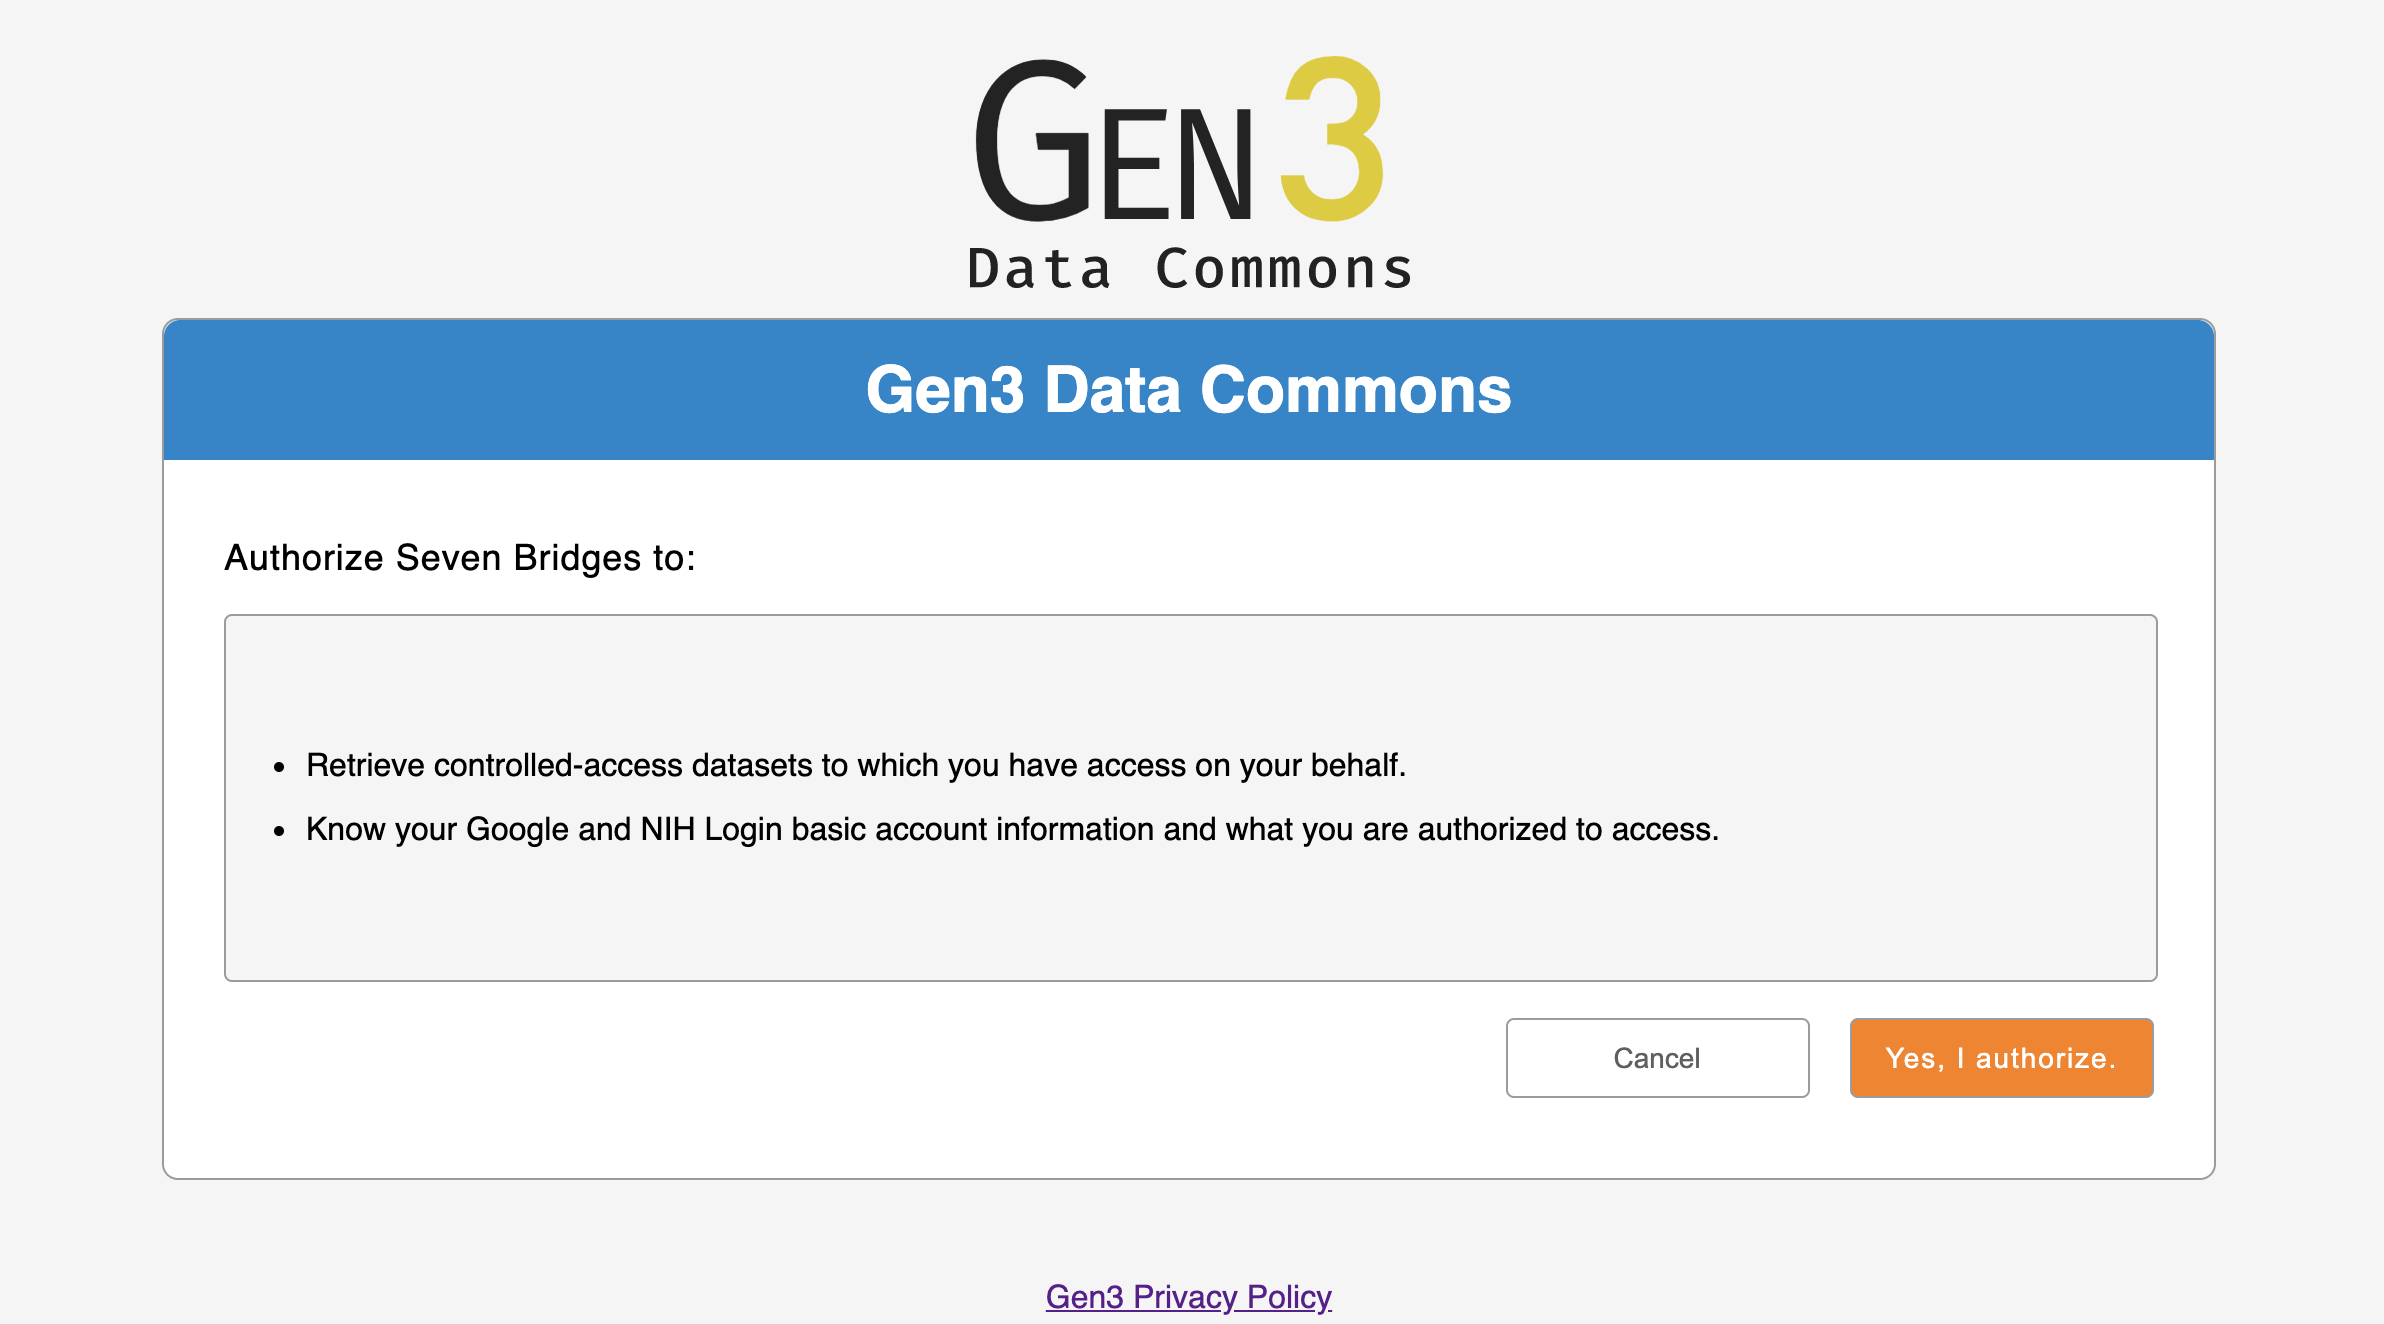 GEN3
Data Commons
Gen3 Data Commons
Authorize Seven Bridges to:
• Retrieve controlled-access datasets to which you have access on your behalf.
• Know your Google and NIH Login basic account information and what you are authorized to access.
Cancel
Yes, I authorize.
Gen3 Privacy Policy